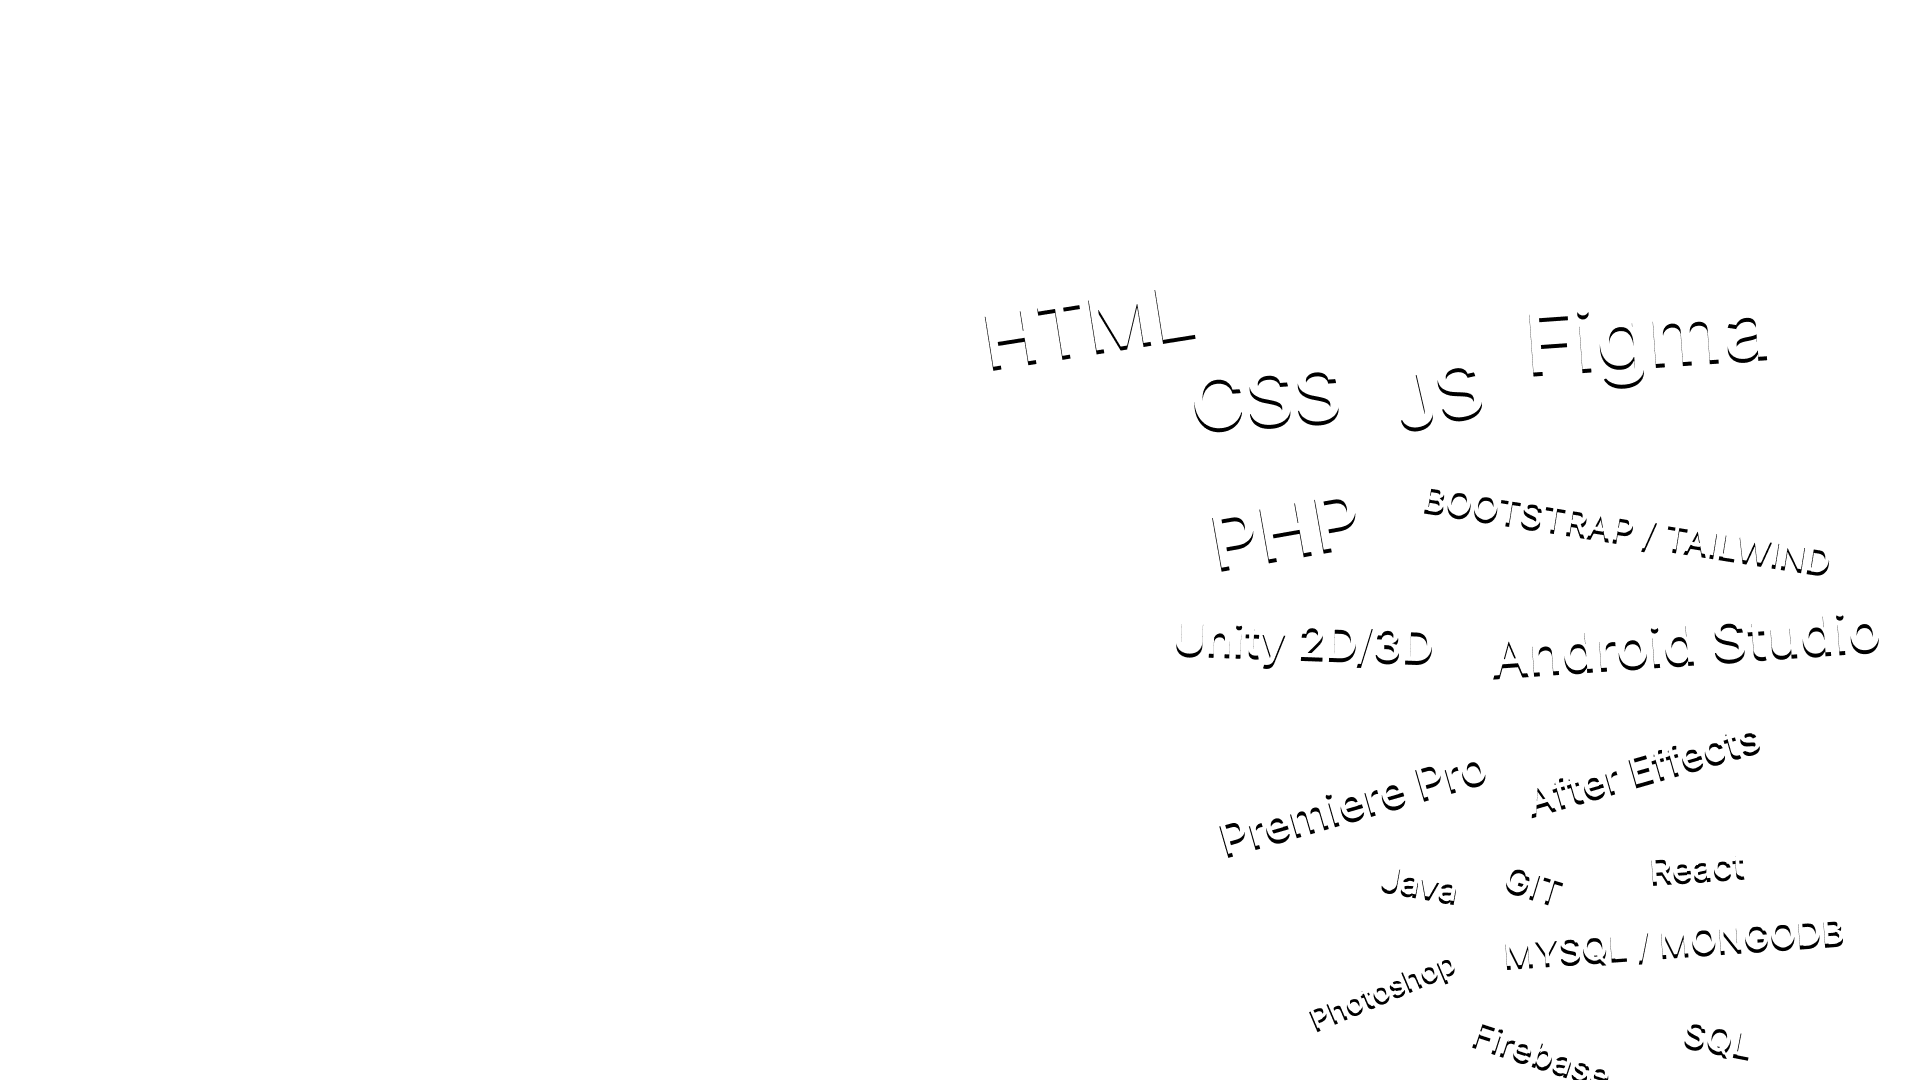 HTML
Figma
CSS
JS
PHP
BOOTSTRAP / TAILWIND
Unity 2D/3D
Android Studio
Premiere Pro
After Effects
Java
GIT
React
MYSQL / MONGODB
Photoshop
Firebase
SQL